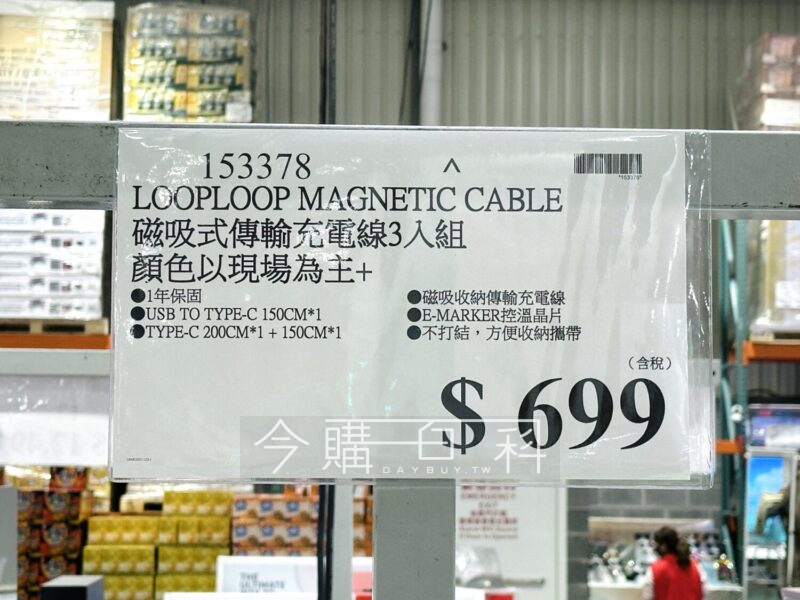 153378
^
*153378*
LOOPLOOP MAGNETIC CABLE
磁吸式傳輸充電線3入組
顏色以現場為主+
●1年保固
●USB TO TYPE-C 150CM*1
●TYPE-C 200CM*1 + 150CM*1
●磁吸收納傳輸充電線
●E-MARKER控溫晶片
●不打結，方便收納攜帶
（含稅）
$ 699
今購百科
DAYBUY.TW
THE
ULTIMATE